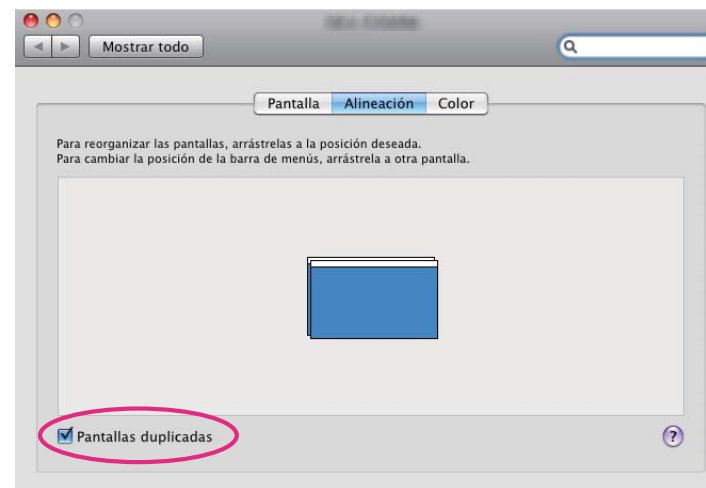 Mostrar todo
Pantalla Alineación Color
Para reorganizar las pantallas, arrástrelas a la posición deseada.
Para cambiar la posición de la barra de menús, arrástrela a otra pantalla.
Pantallas duplicadas
?